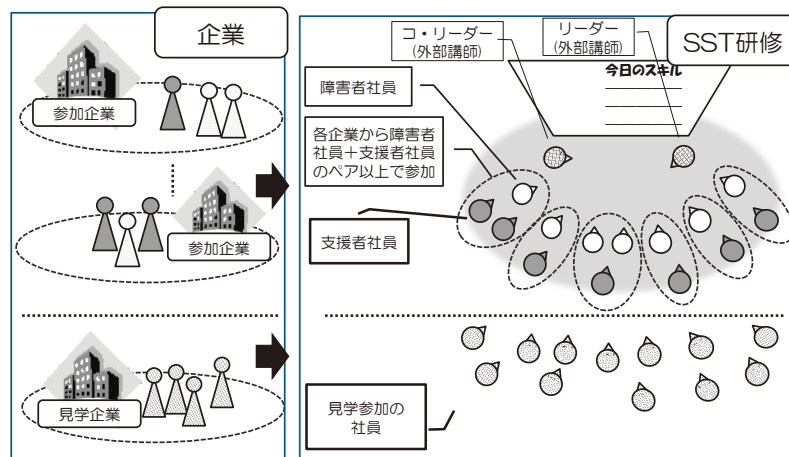 企業
参加企業
参加企業
見学企業
SST研修
コ・リーダー
(外部講師)
リーダー
(外部講師)
今日のスキル
障害者社員
各企業から障害者
社員＋支援者社員
のペア以上で参加
支援者社員
見学参加の
社員